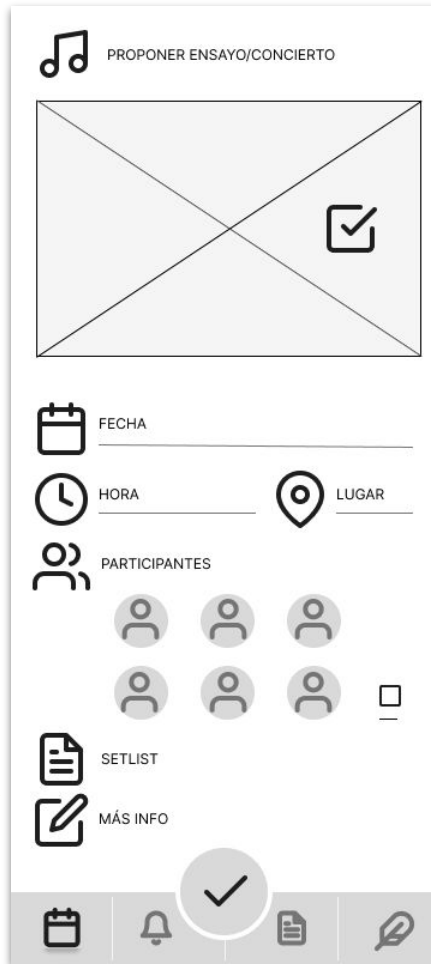 PROPONER ENSAYO/CONCIERTO
FECHA
HORA
LUGAR
PARTICIPANTES
SETLIST
MÁS INFO